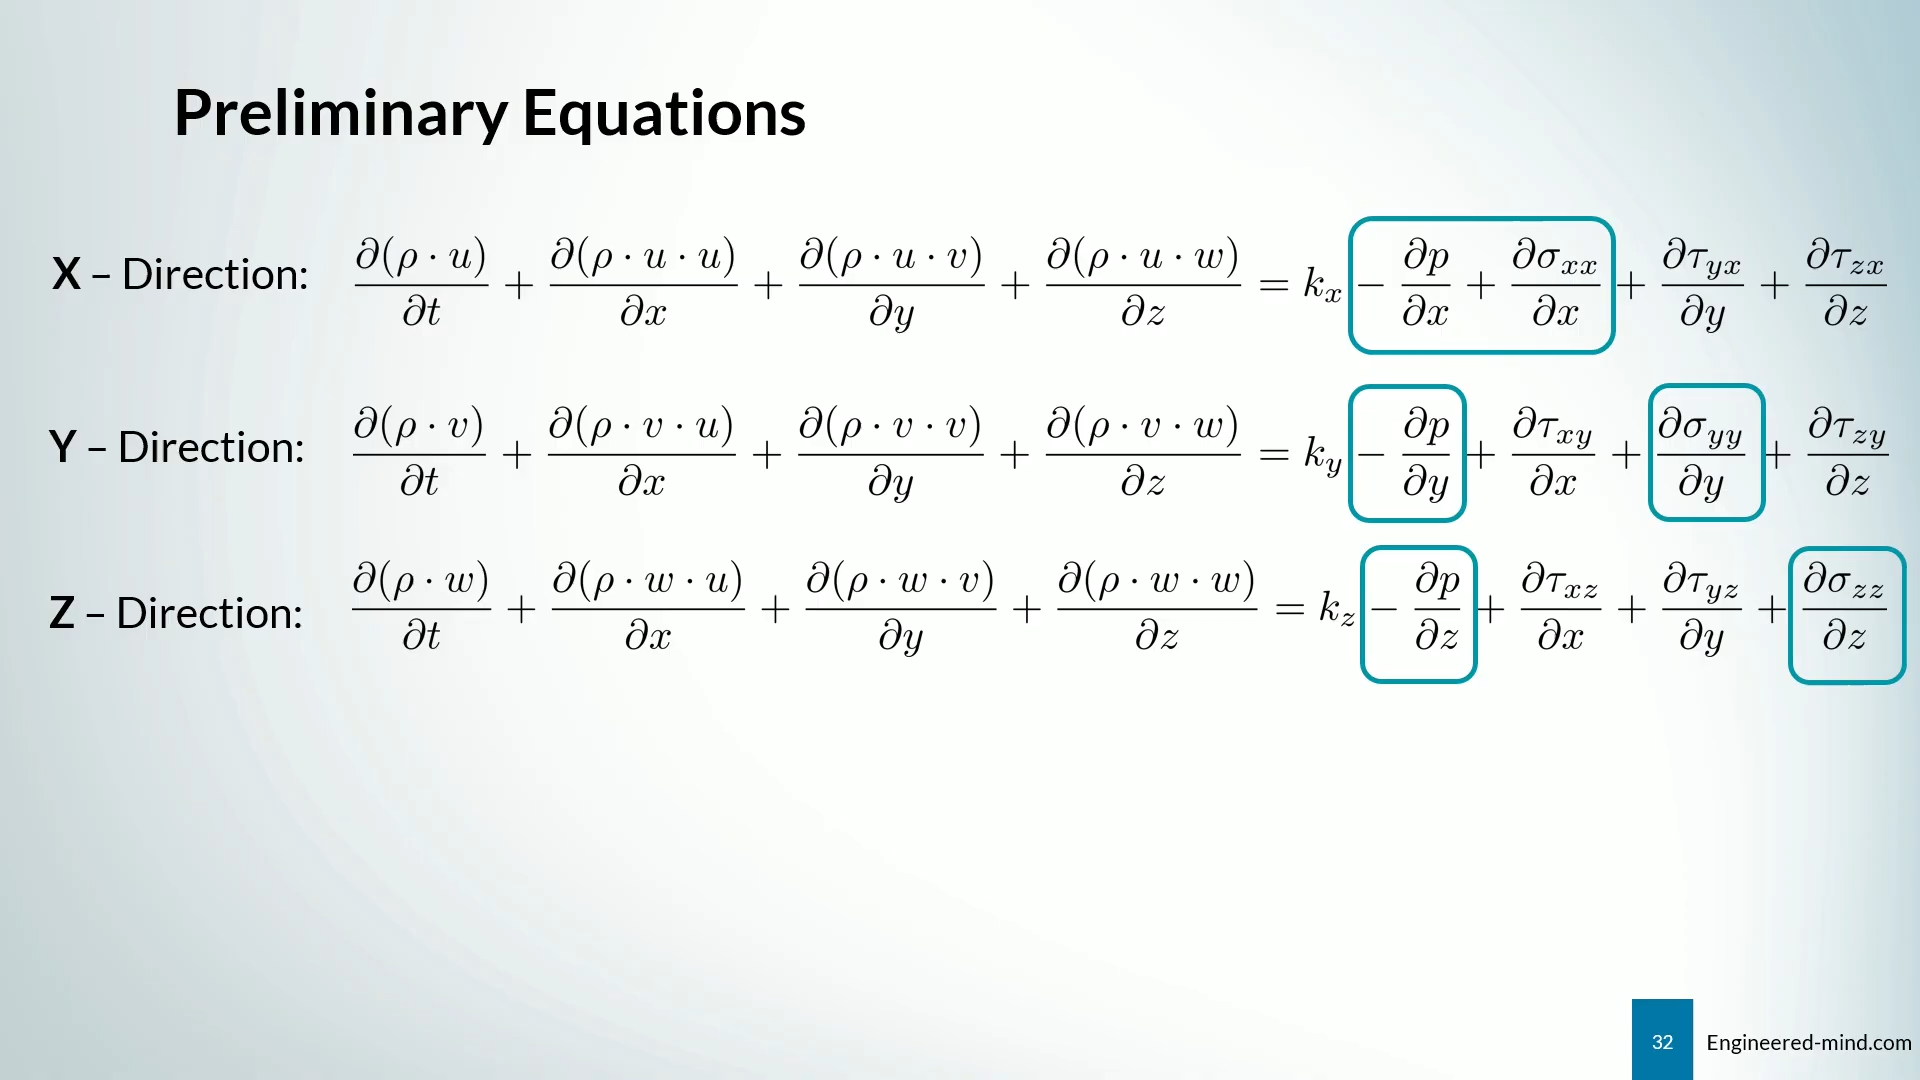 Preliminary Equations
X – Direction: ∂(ρ · u)/∂t + ∂(ρ · u · u)/∂x + ∂(ρ · u · v)/∂y + ∂(ρ · u · w)/∂z = kₓ − ∂p/∂x + ∂σ_xx/∂x + ∂τ_yx/∂y + ∂τ_zx/∂z
Y – Direction: ∂(ρ · v)/∂t + ∂(ρ · v · u)/∂x + ∂(ρ · v · v)/∂y + ∂(ρ · v · w)/∂z = k_y − ∂p/∂y + ∂τ_xy/∂x + ∂σ_yy/∂y + ∂τ_zy/∂z
Z – Direction: ∂(ρ · w)/∂t + ∂(ρ · w · u)/∂x + ∂(ρ · w · v)/∂y + ∂(ρ · w · w)/∂z = k_z − ∂p/∂z + ∂τ_xz/∂x + ∂τ_yz/∂y + ∂σ_zz/∂z
32 Engineered-mind.com